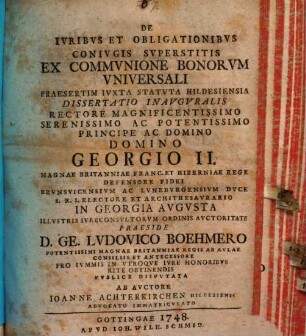 DE
IVRIBVS ET OBLIGATIONIBVS
CONIVGIS SVPERSTITIS
EX COMMVNIONE BONORVM
VNIVERSALI
PRAESERTIM IVXTA STATVTA HILDESIENSIA
DISSERTATIO INAVGVRALIS
RECTORE MAGNIFICENTISSIMO
SERENISSIMO AC POTENTISSIMO
PRINCIPE AC DOMINO
DOMINO
GEORGIO II.
MAGNAE BRITANNIAE FRANC. ET HIBERNIAE REGE
DEFENSORE FIDEI
BRVNSVICENSIVM AC LVNEBVRGENSIVM DVCE
S. R. I. ELECTORE ET ARCHITHESAVRARIO
IN GEORGIA AVGVSTA
ILLVSTRIS IVRECONSVLTORVM ORDINIS AVCTORITATE
PRAESIDE
D. GE. LVDOVICO BOEHMERO
POTENTISSIMI MAGNAE BRITANNIAE REGIS AB AVLAE
CONSILIIS ET ANTECESSORE
PRO SVMMIS IN VTROQVE IVRE HONORIBVS
RITE OBTINENDIS
PVBLICE DISPVTATA
AB AVCTORE
IOANNE ACHTERKIRCHEN HILDESIENSI
ADVOCATO IMMATRICVLATO
GOTTINGAE 1748.
APVD IOH. WILH. SCHMID.